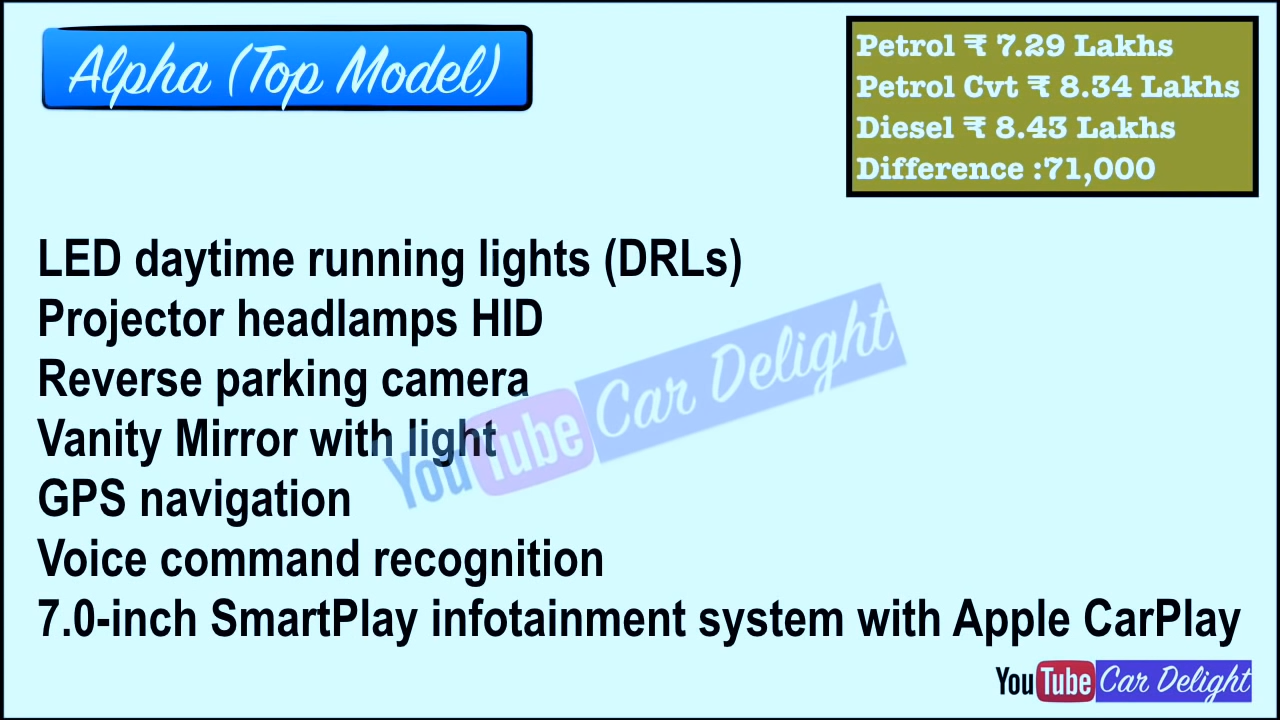 Alpha (Top Model)
Petrol ₹ 7.29 Lakhs
Petrol Cvt ₹ 8.34 Lakhs
Diesel ₹ 8.43 Lakhs
Difference :71,000
LED daytime running lights (DRLs)
Projector headlamps HID
Reverse parking camera
Vanity Mirror with light
GPS navigation
Voice command recognition
7.0-inch SmartPlay infotainment system with Apple CarPlay
YouTube Car Delight
YouTube Car Delight